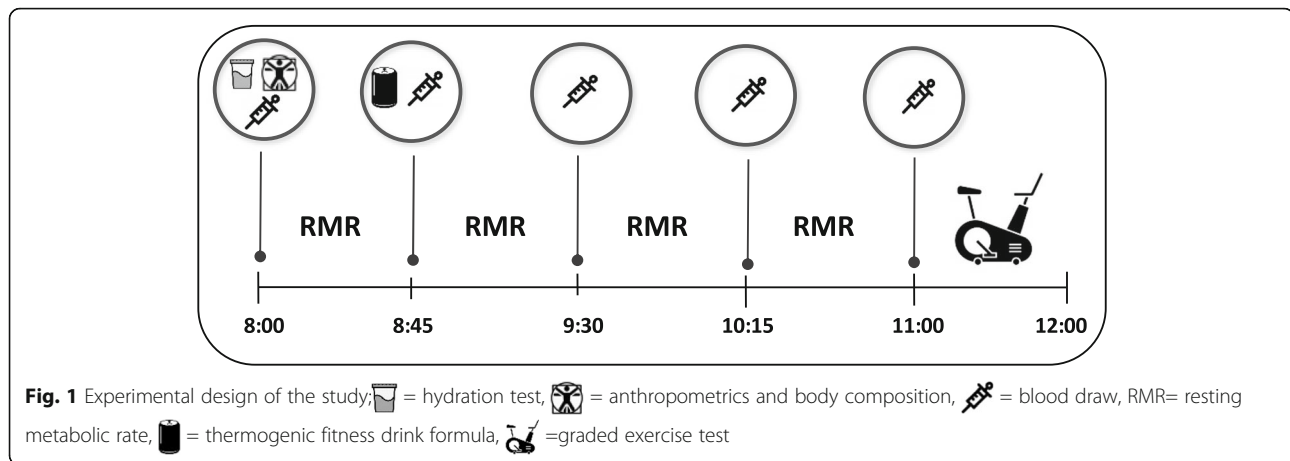 RMR RMR RMR RMR
8:00 8:45 9:30 10:15 11:00 12:00
Fig. 1 Experimental design of the study; = hydration test, = anthropometrics and body composition, = blood draw, RMR= resting
metabolic rate, = thermogenic fitness drink formula, =graded exercise test